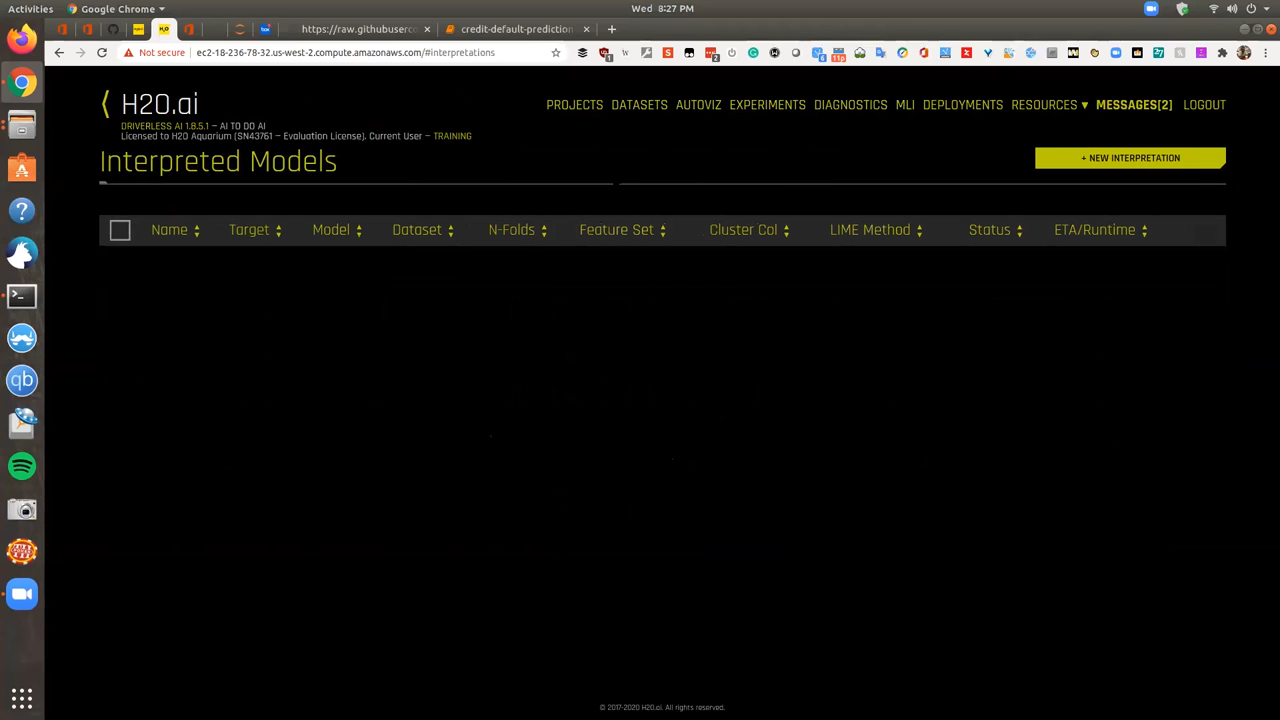 Activities Google Chrome ▾ Wed 8:27 PM
https://raw.githubuserco × credit-default-prediction × +
Not secure ec2-18-236-78-32.us-west-2.compute.amazonaws.com/#interpretations
H2O.ai
PROJECTS DATASETS AUTOVIZ EXPERIMENTS DIAGNOSTICS MLI DEPLOYMENTS RESOURCES ▾ MESSAGES[2] LOGOUT
DRIVERLESS AI 1.8.5.1 – AI TO DO AI
Licensed to H2O Aquarium (SN43761 – Evaluation License). Current User – TRAINING
Interpreted Models
+ NEW INTERPRETATION
Name Target Model Dataset N-Folds Feature Set Cluster Col LIME Method Status ETA/Runtime
© 2017-2020 H2O.ai. All rights reserved.